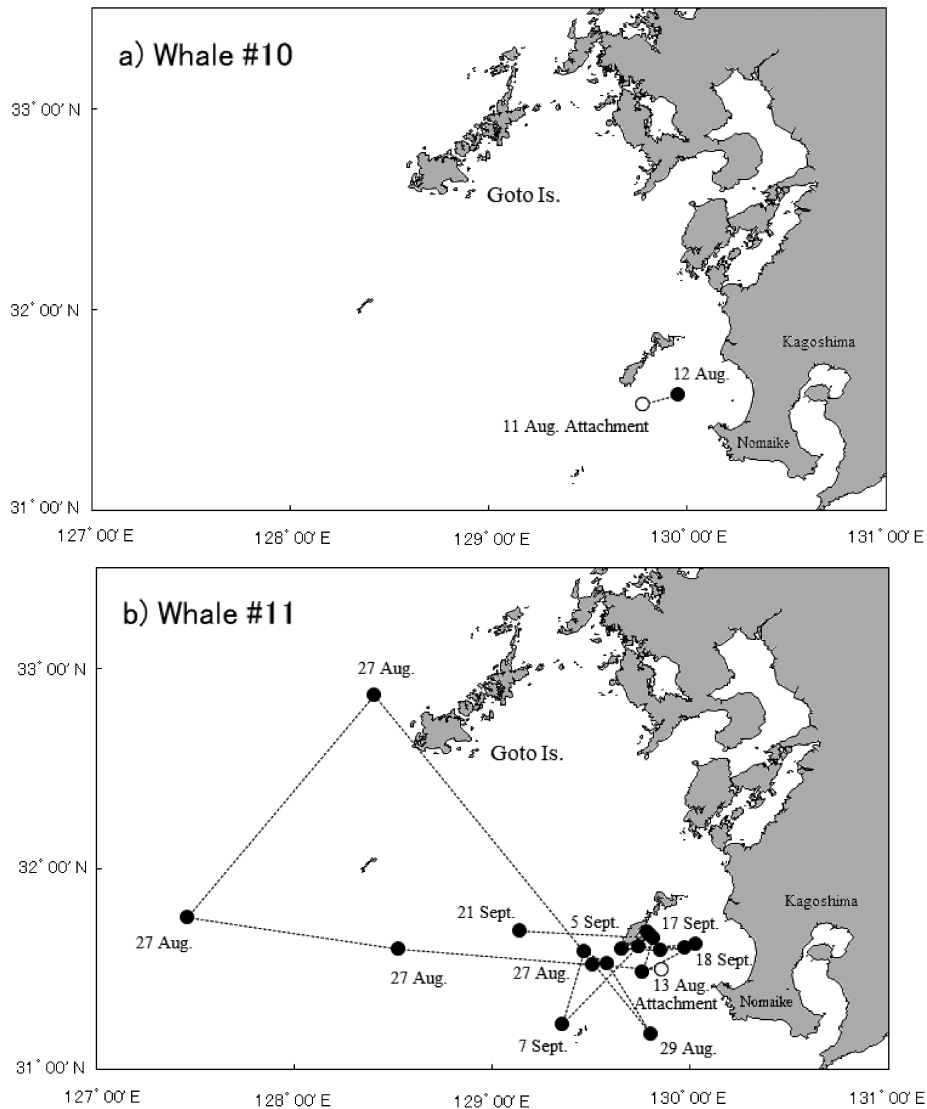 a) Whale #10
33° 00' N
Goto Is.
32° 00' N
Kagoshima
12 Aug.
11 Aug. Attachment
Nomaike
31° 00' N
127° 00' E
128° 00' E
129° 00' E
130° 00' E
131° 00' E
b) Whale #11
27 Aug.
33° 00' N
Goto Is.
32° 00' N
Kagoshima
21 Sept.
5 Sept.
17 Sept.
27 Aug.
27 Aug.
27 Aug.
18 Sept.
13 Aug.
Attachment
Nomaike
7 Sept.
29 Aug.
31° 00' N
127° 00' E
128° 00' E
129° 00' E
130° 00' E
131° 00' E